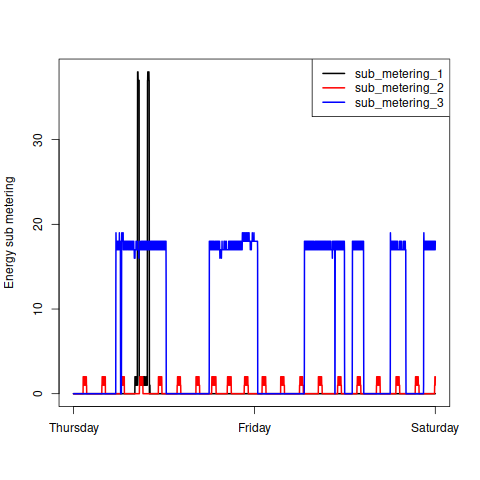 sub_metering_1
sub_metering_2
sub_metering_3
Energy sub metering
30
20
10
0
Thursday Friday Saturday